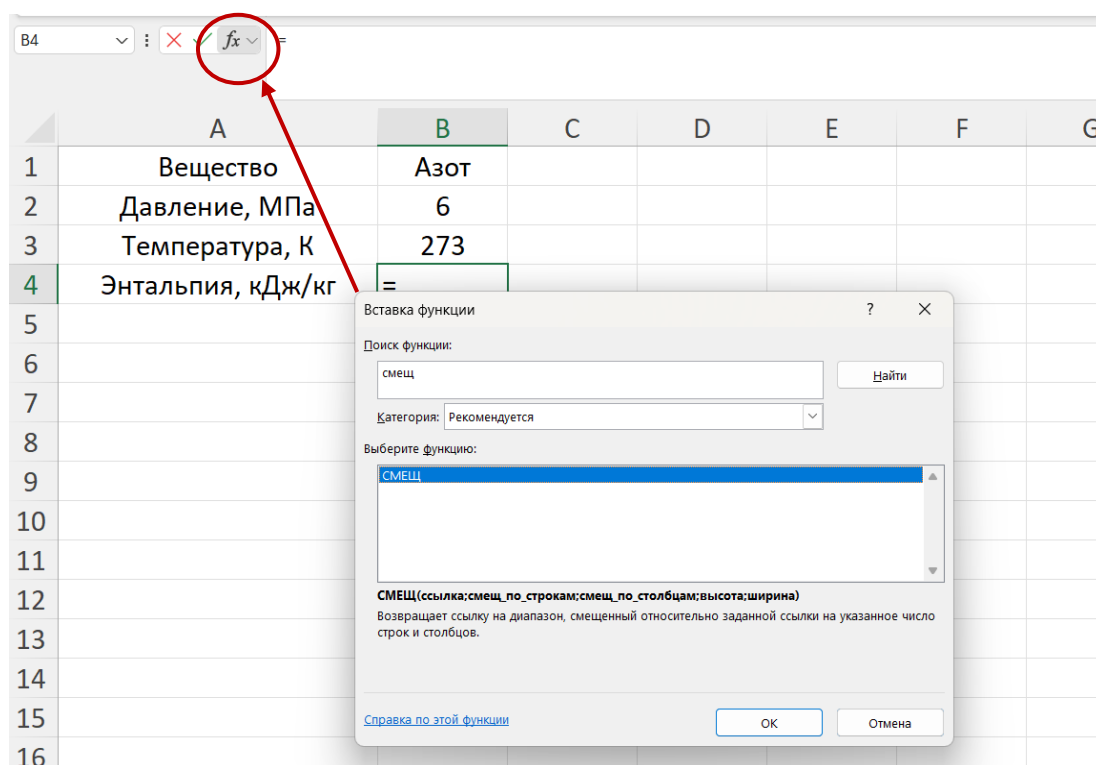 B4 fx =
A B C D E F G
1 Вещество Азот
2 Давление, МПа 6
3 Температура, К 273
4 Энтальпия, кДж/кг =
Вставка функции ?
5
Поиск функции:
6 смещ Найти
7 Категория: Рекомендуется
8 Выберите функцию:
9 СМЕЩ
10
11
12 СМЕЩ(ссылка;смещ_по_строкам;смещ_по_столбцам;высота;ширина)
Возвращает ссылку на диапазон, смещенный относительно заданной ссылки на указанное число
13 строк и столбцов.
14
15 Справка по этой функции ОК Отмена
16